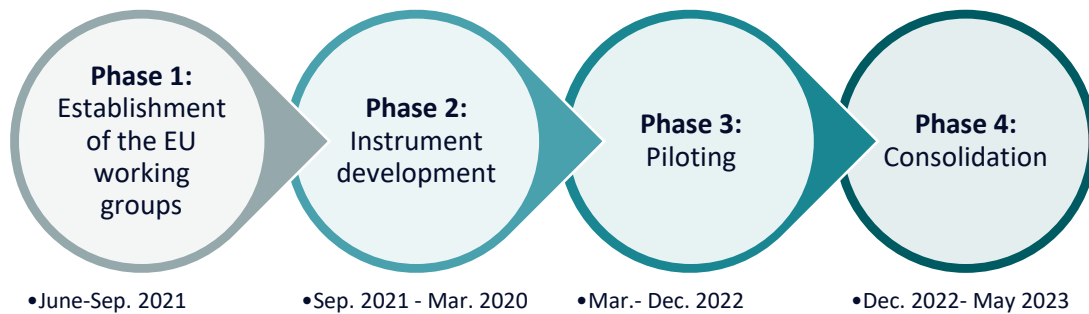 Phase 1:
Establishment
of the EU
working
groups
Phase 2:
Instrument
development
Phase 3:
Piloting
Phase 4:
Consolidation
•June-Sep. 2021
•Sep. 2021 - Mar. 2020
•Mar.- Dec. 2022
•Dec. 2022- May 2023